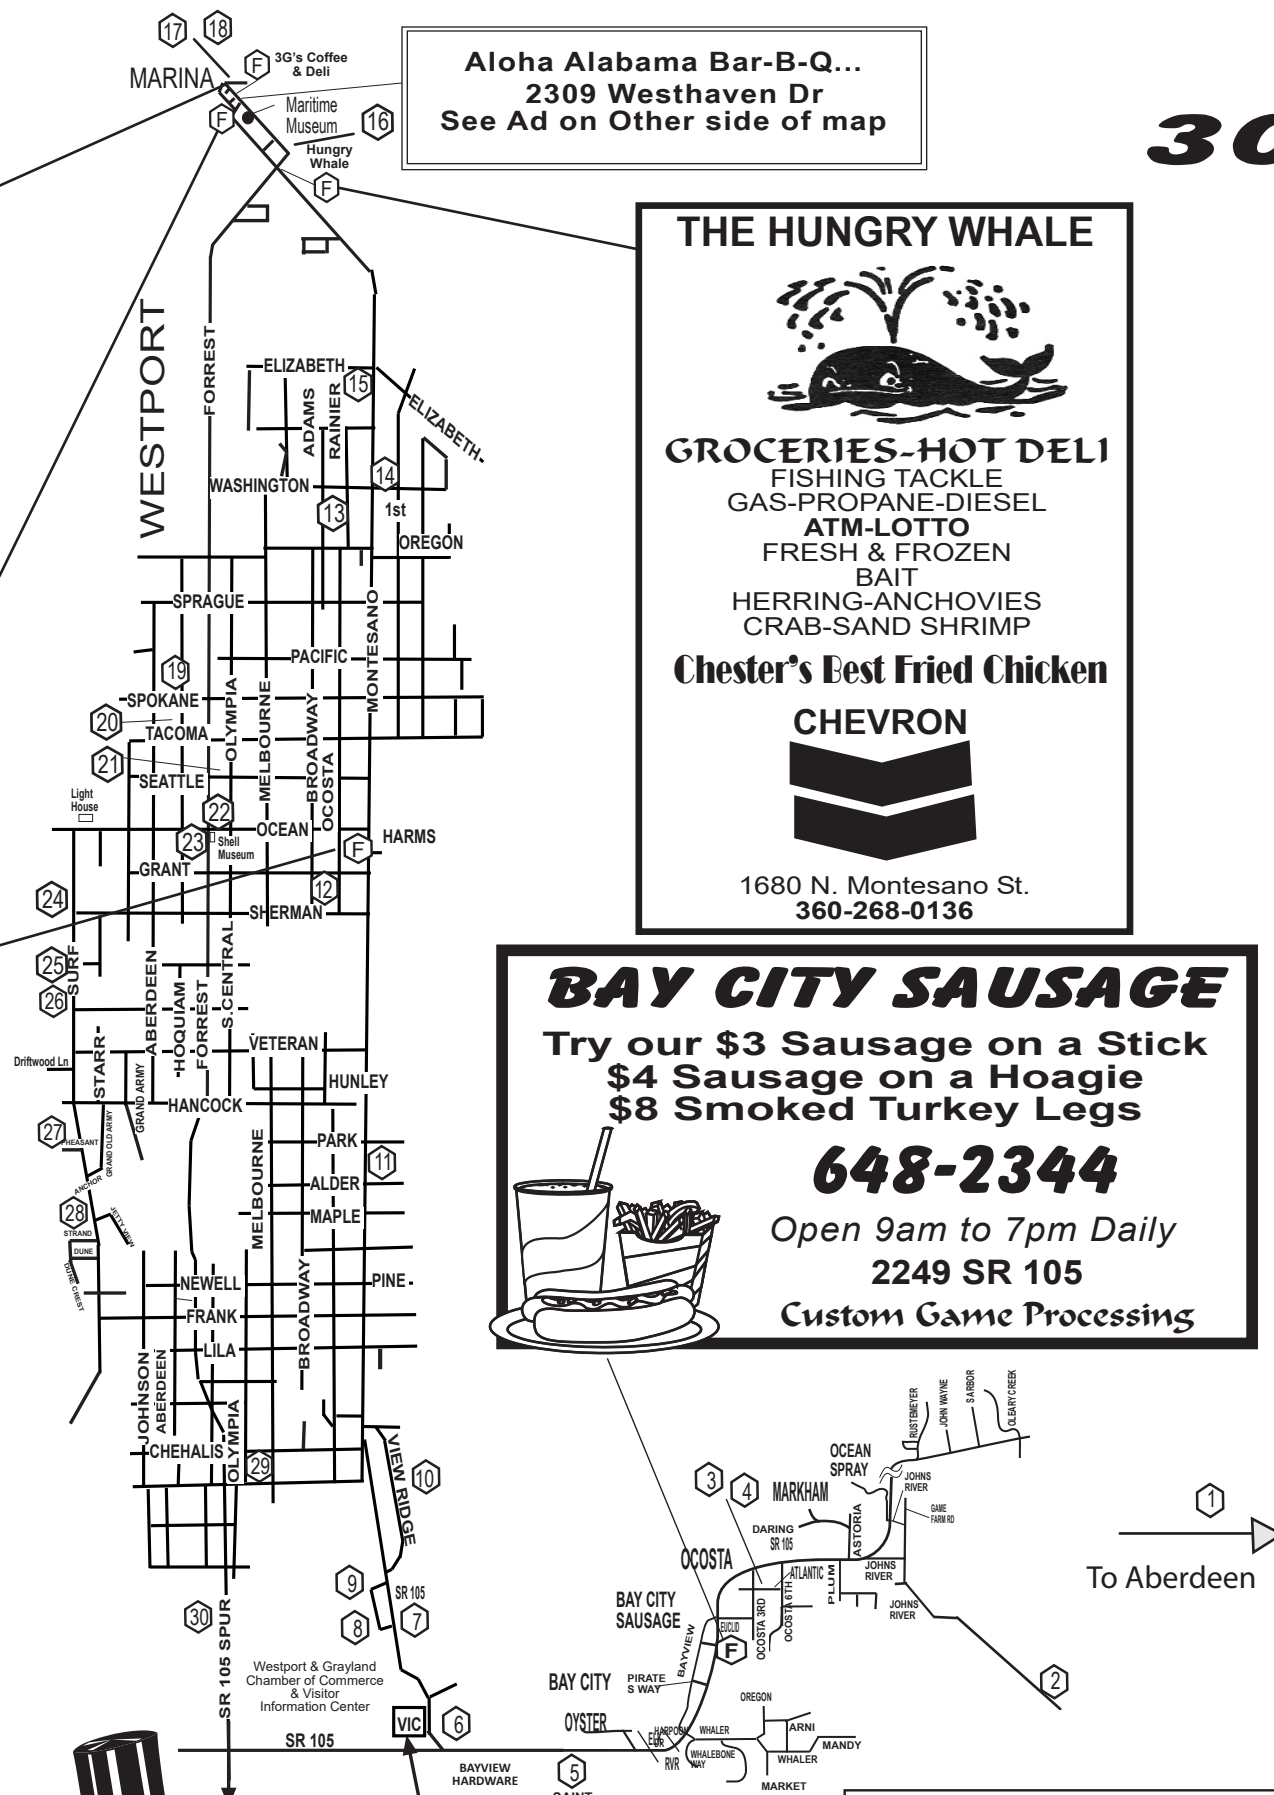 17
18
F
3G's Coffee
& Deli
MARINA
Maritime
Museum
F
16
Hungry
Whale
F
Aloha Alabama Bar-B-Q...
2309 Westhaven Dr
See Ad on Other side of map
THE HUNGRY WHALE
GROCERIES-HOT DELI
FISHING TACKLE
GAS-PROPANE-DIESEL
ATM-LOTTO
FRESH & FROZEN
BAIT
HERRING-ANCHOVIES
CRAB-SAND SHRIMP
Chester's Best Fried Chicken
CHEVRON
1680 N. Montesano St.
360-268-0136
WESTPORT
FORREST
ELIZABETH
15
ADAMS
RAINIER
ELIZABETH
WASHINGTON
14
13
1st
OREGON
SPRAGUE
MONTESANO
PACIFIC
19
SPOKANE
20
TACOMA
OLYMPIA
MELBOURNE
BROADWAY
OCOSTA
21
SEATTLE
Light
House
22
OCEAN
23
Shell
Museum
F
HARMS
GRANT
24
12
SHERMAN
25
SURF
26
ABERDEEN
HOQUIAM
FORREST
S.CENTRAL
VETERAN
Driftwood Ln
STARR
GRAND ARMY
HUNLEY
HANCOCK
27
PHEASANT
GRAND OLD ARMY
MELBOURNE
PARK
11
ANCHOR
ALDER
28
JETTY VIEW
MAPLE
STRAND
DUNE
DUNE CREST
NEWELL
BROADWAY
PINE
FRANK
LILA
JOHNSON
ABERDEEN
OLYMPIA
CHEHALIS
29
VIEW RIDGE
10
9
SR 105
8
7
30
SR 105 SPUR
Westport & Grayland
Chamber of Commerce
& Visitor
Information Center
VIC
6
SR 105
BAYVIEW
HARDWARE
5
BAY CITY SAUSAGE
Try our $3 Sausage on a Stick
$4 Sausage on a Hoagie
$8 Smoked Turkey Legs
648-2344
Open 9am to 7pm Daily
2249 SR 105
Custom Game Processing
RUSTEMEYER
JOHN WAYNE
S ARBOR
OLEARY CREEK
OCEAN
SPRAY
3
4
MARKHAM
JOHNS
RIVER
GAME
FARM RD
1
To Aberdeen
DARING
SR 105
ASTORIA
OCOSTA
ATLANTIC
PLUM
JOHNS
RIVER
JOHNS
RIVER
BAY CITY
SAUSAGE
EUCLID
OCOSTA 3RD
OCOSTA 6TH
F
BAYVIEW
2
BAY CITY
PIRATE
S WAY
OREGON
OYSTER
HARPOON
DR
WHALER
ARNI
MANDY
RVR
WHALEBONE
WAY
WHALER
MARKET